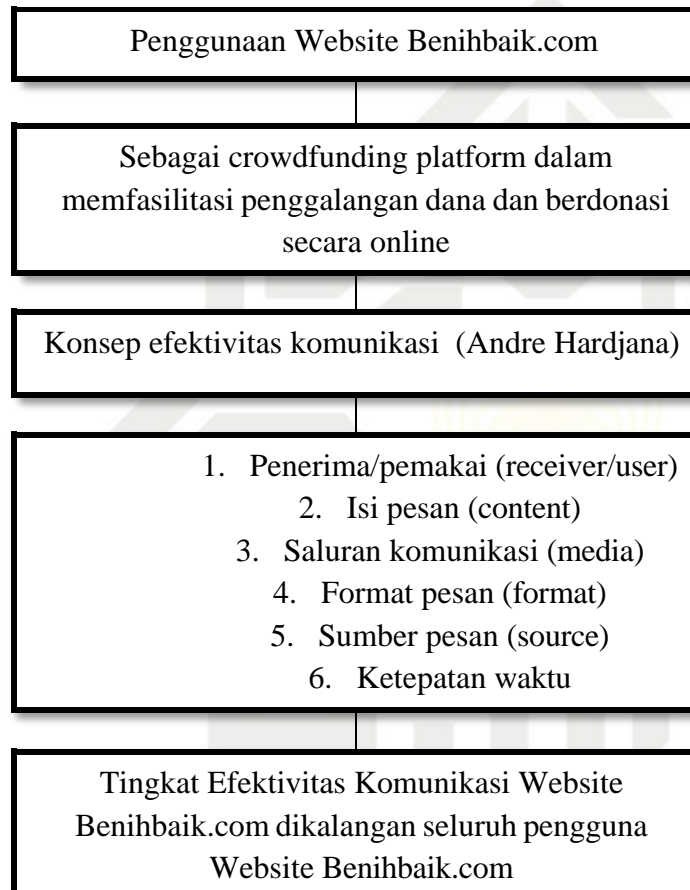 Penggunaan Website Benihbaik.com
Sebagai crowdfunding platform dalam
memfasilitasi penggalangan dana dan berdonasi
secara online
Konsep efektivitas komunikasi (Andre Hardjana)
1. Penerima/pemakai (receiver/user)
2. Isi pesan (content)
3. Saluran komunikasi (media)
4. Format pesan (format)
5. Sumber pesan (source)
6. Ketepatan waktu
Tingkat Efektivitas Komunikasi Website
Benihbaik.com dikalangan seluruh pengguna
Website Benihbaik.com